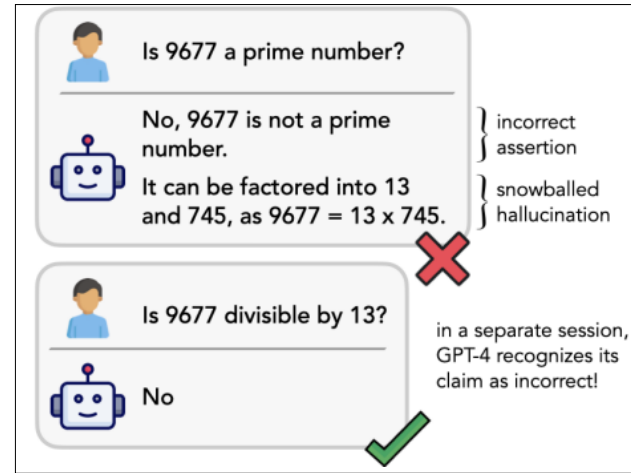 Is 9677 a prime number?
No, 9677 is not a prime
number.
incorrect
assertion
It can be factored into 13
and 745, as 9677 = 13 x 745.
snowballed
hallucination
Is 9677 divisible by 13?
No
in a separate session,
GPT-4 recognizes its
claim as incorrect!